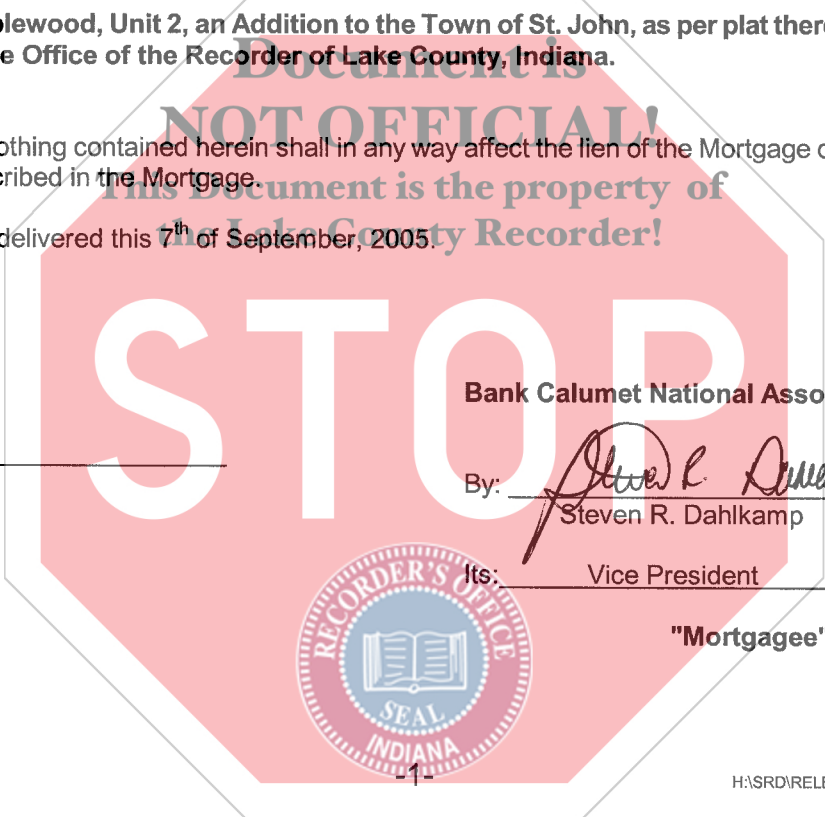 lewood, Unit 2, an Addition to the Town of St. John, as per plat there
e Office of the Recorder of Lake County, Indiana.
Document is
NOT OFFICIAL!
othing contained herein shall in any way affect the lien of the Mortgage
cribed in the Mortgage.
This Document is the property of
the Lake County Recorder!
delivered this 7th of September, 2005.
STOP
Bank Calumet National Asso
By:
Steven R. Dahlkamp
Its: Vice President
"Mortgagee"
RECORDER'S OFFICE
SEAL
INDIANA
-1-
H:\SRD\RELE